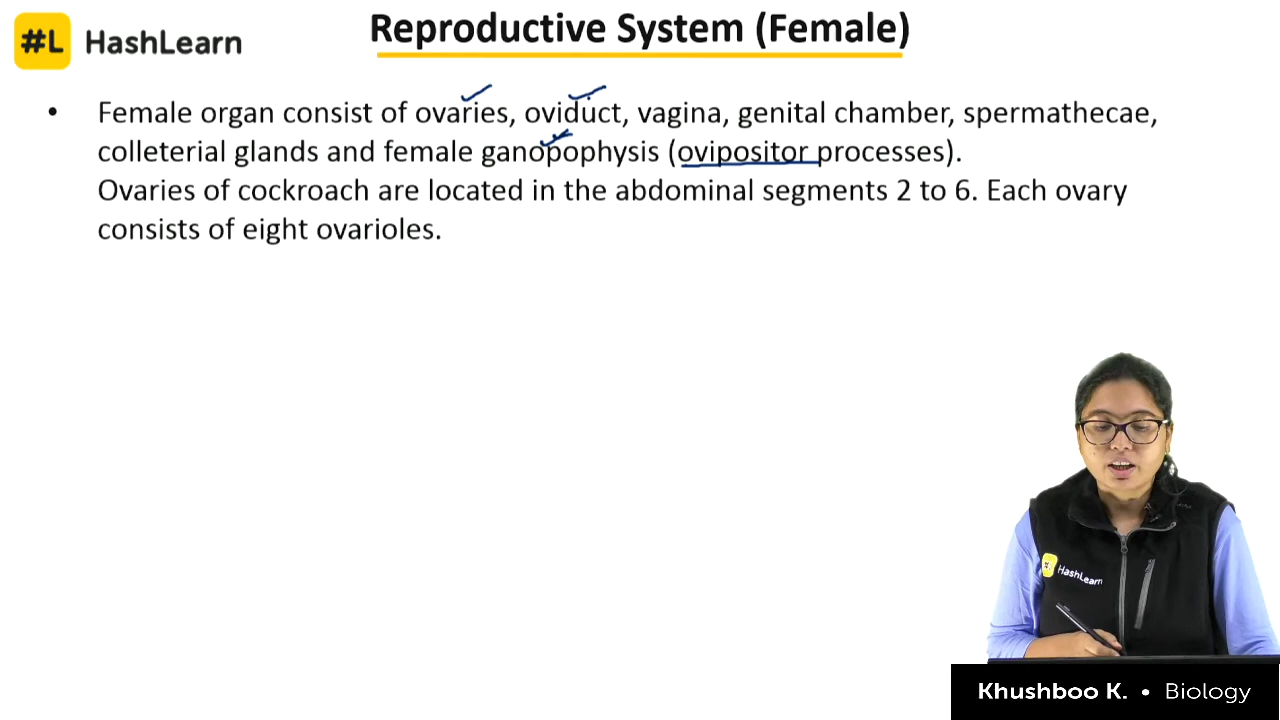 #L HashLearn
Reproductive System (Female)
• Female organ consist of ovaries, oviduct, vagina, genital chamber, spermathecae,
colleterial glands and female ganopophysis (ovipositor processes).
Ovaries of cockroach are located in the abdominal segments 2 to 6. Each ovary
consists of eight ovarioles.
HashLearn
Khushboo K. • Biology